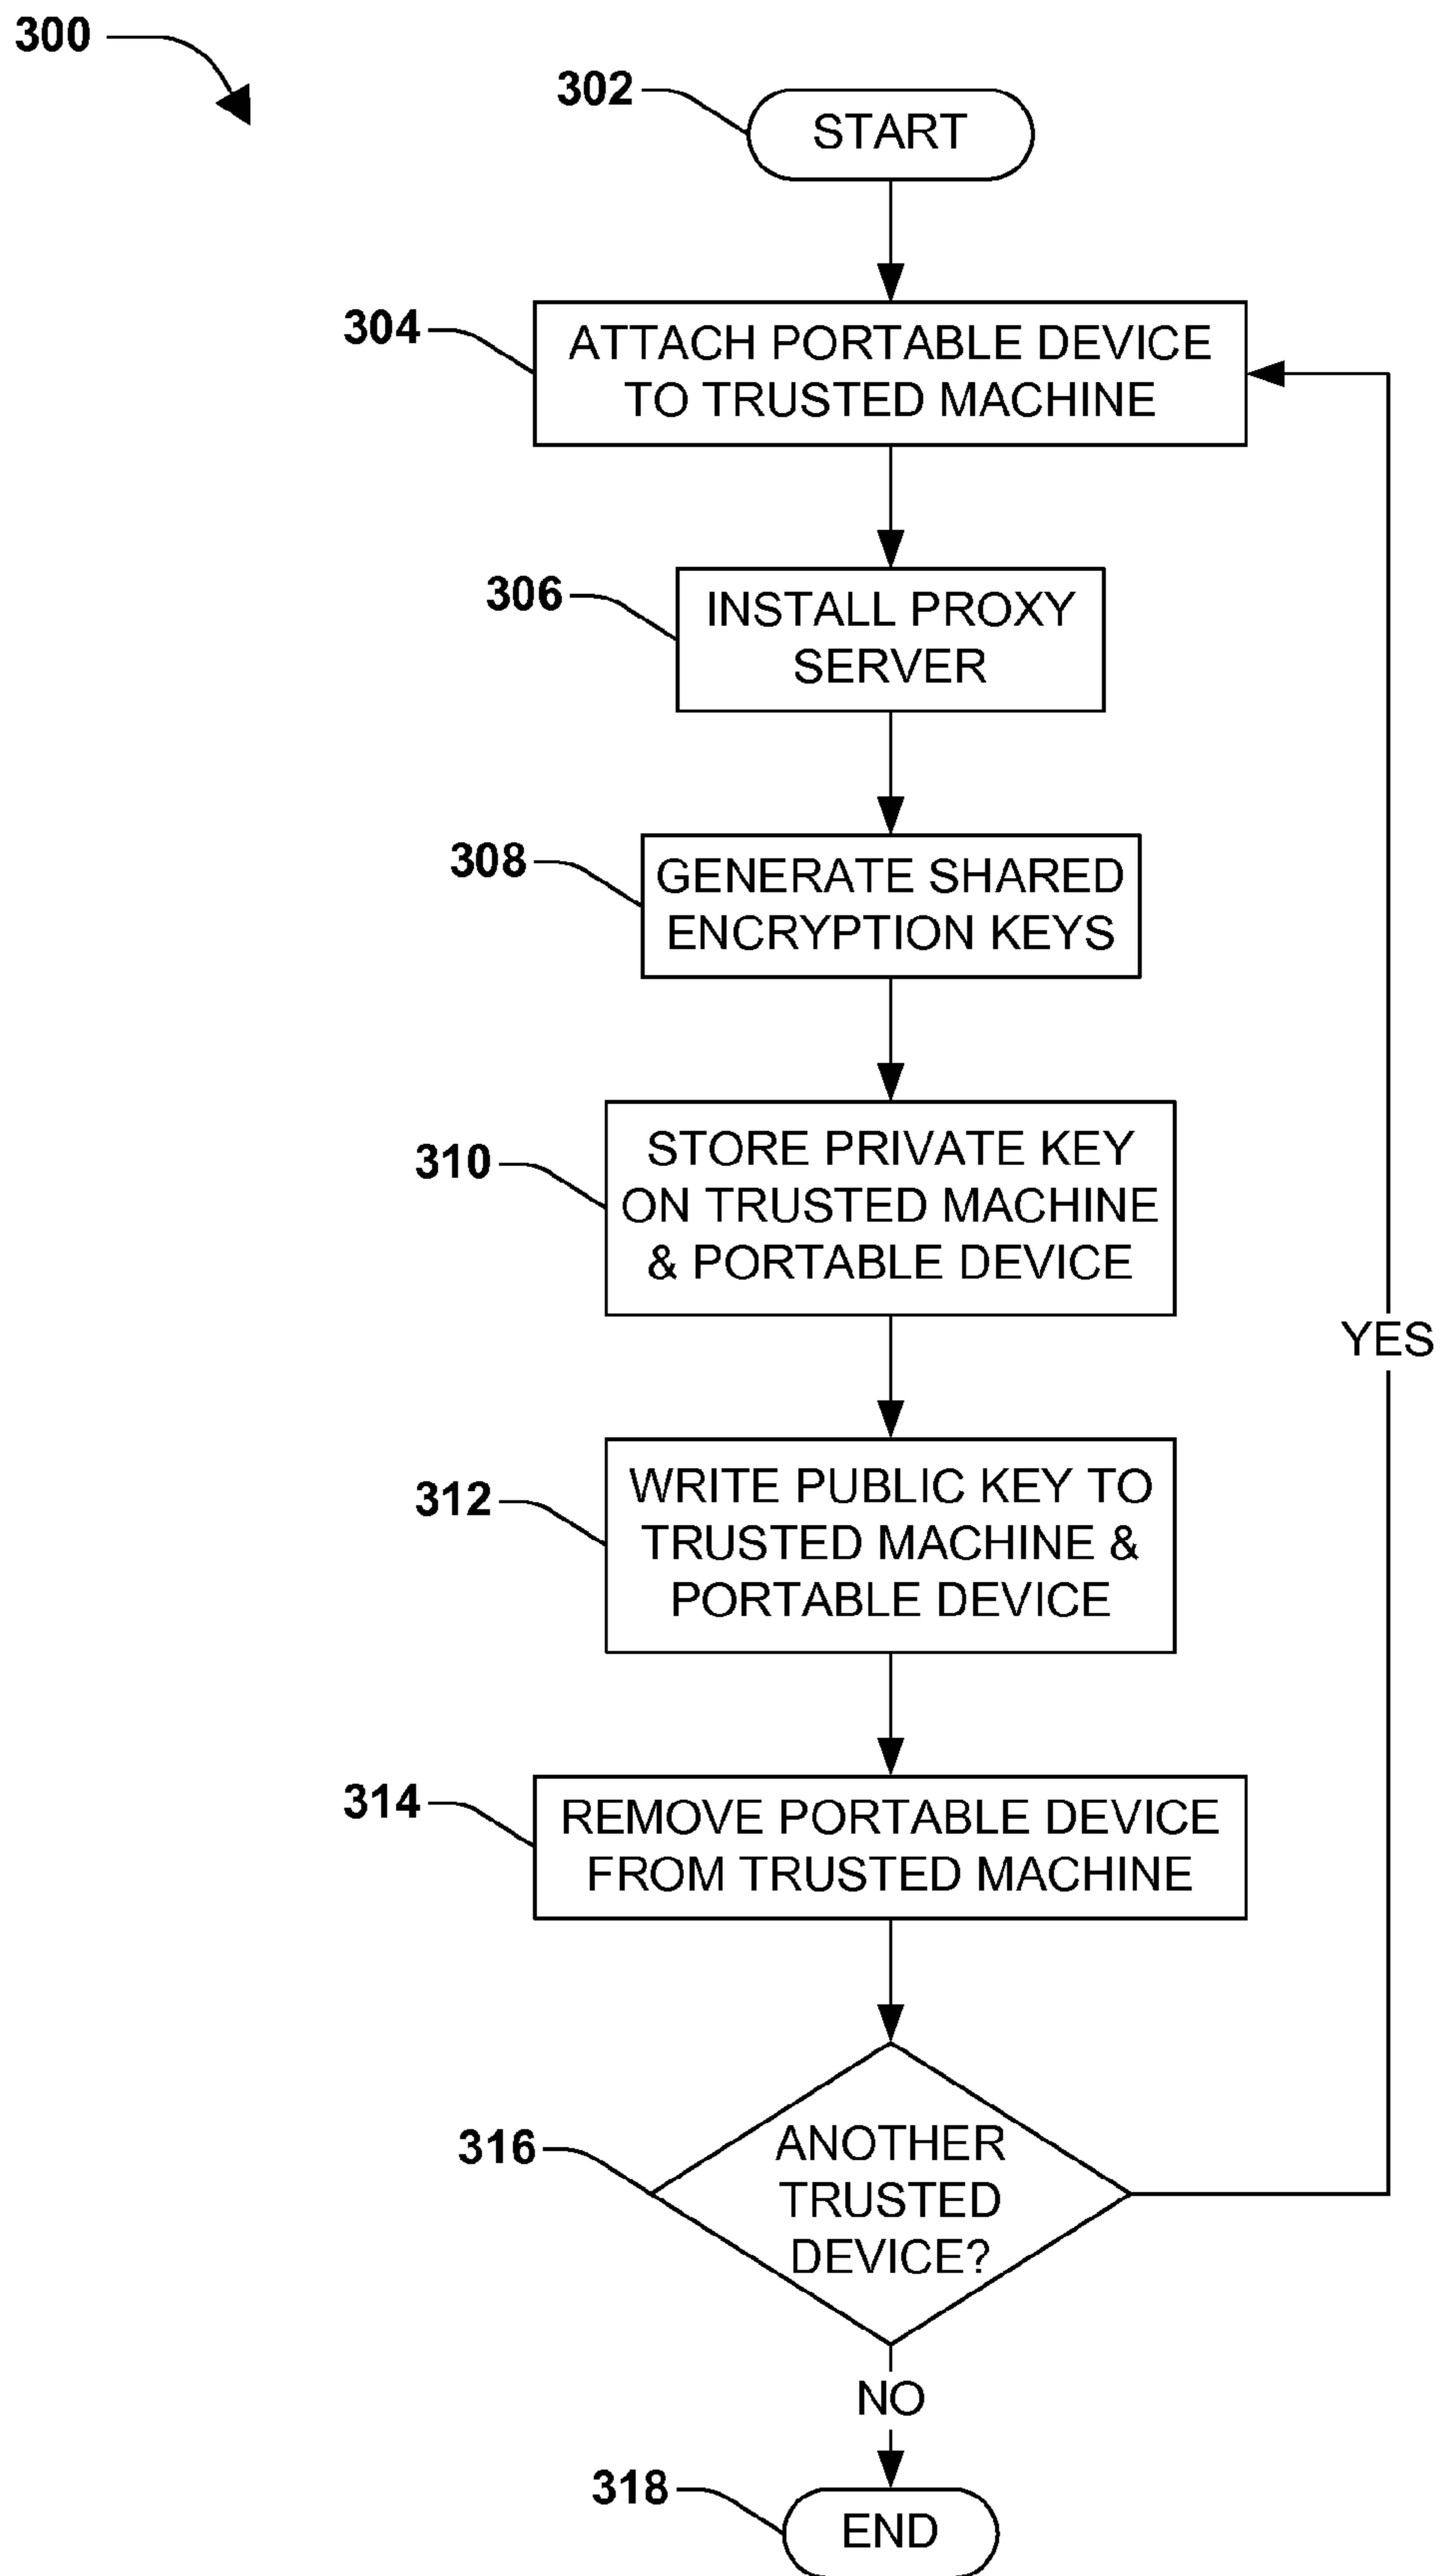 300
302
START
304
ATTACH PORTABLE DEVICE
TO TRUSTED MACHINE
306
INSTALL PROXY
SERVER
308
GENERATE SHARED
ENCRYPTION KEYS
310
STORE PRIVATE KEY
ON TRUSTED MACHINE
& PORTABLE DEVICE
YES
312
WRITE PUBLIC KEY TO
TRUSTED MACHINE &
PORTABLE DEVICE
314
REMOVE PORTABLE DEVICE
FROM TRUSTED MACHINE
316
ANOTHER
TRUSTED
DEVICE?
NO
318
END